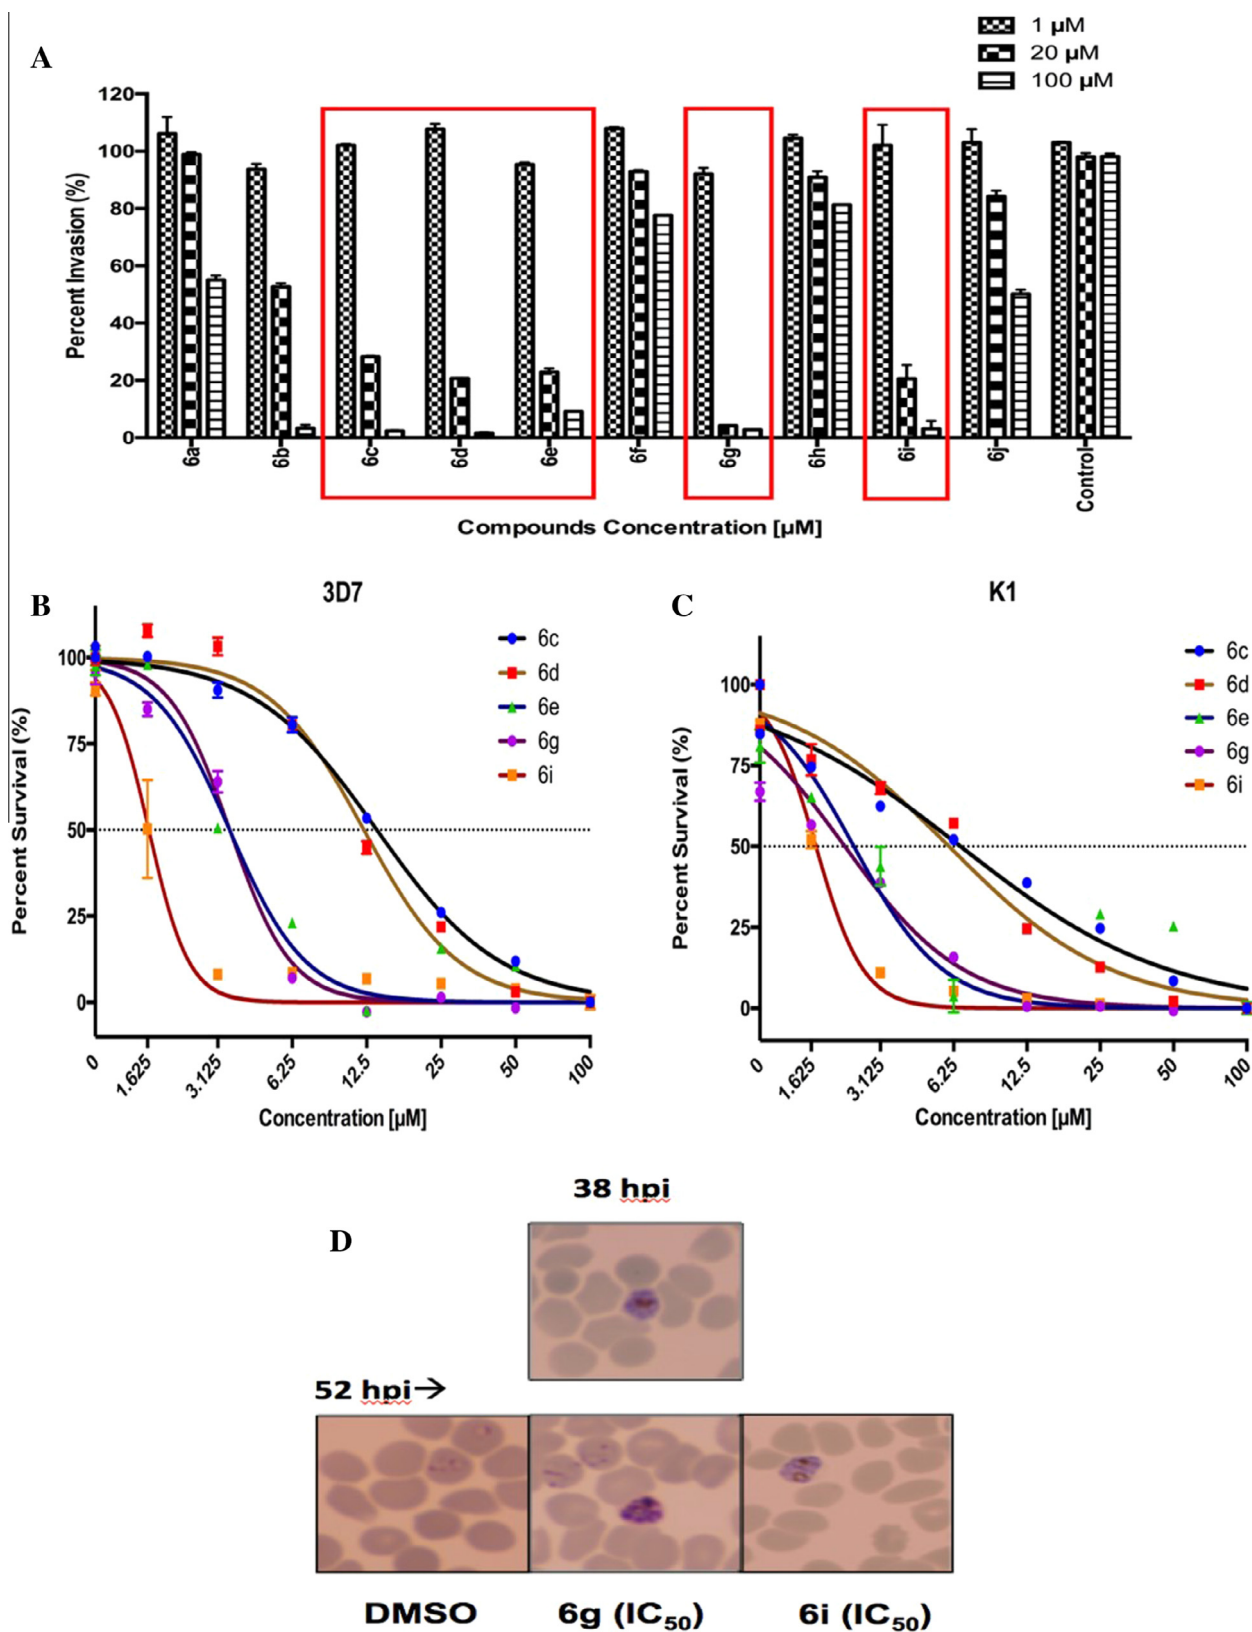 A
1 µM
20 µM
100 µM
Percent Invasion (%)
120
100
80
60
40
20
0
6a 6b 6c 6d 6e 6f 6g 6h 6i 6j Control
Compounds Concentration [µM]
B
3D7
6c
6d
6e
6g
6i
Percent Survival (%)
100
75
50
25
0
0 1.625 3.125 6.25 12.5 25 50 100
Concentration [µM]
C
K1
6c
6d
6e
6g
6i
Percent Survival (%)
100
75
50
25
0
0 1.625 3.125 6.25 12.5 25 50 100
Concentration [µM]
D
38 hpi
52 hpi→
DMSO
6g (IC50)
6i (IC50)